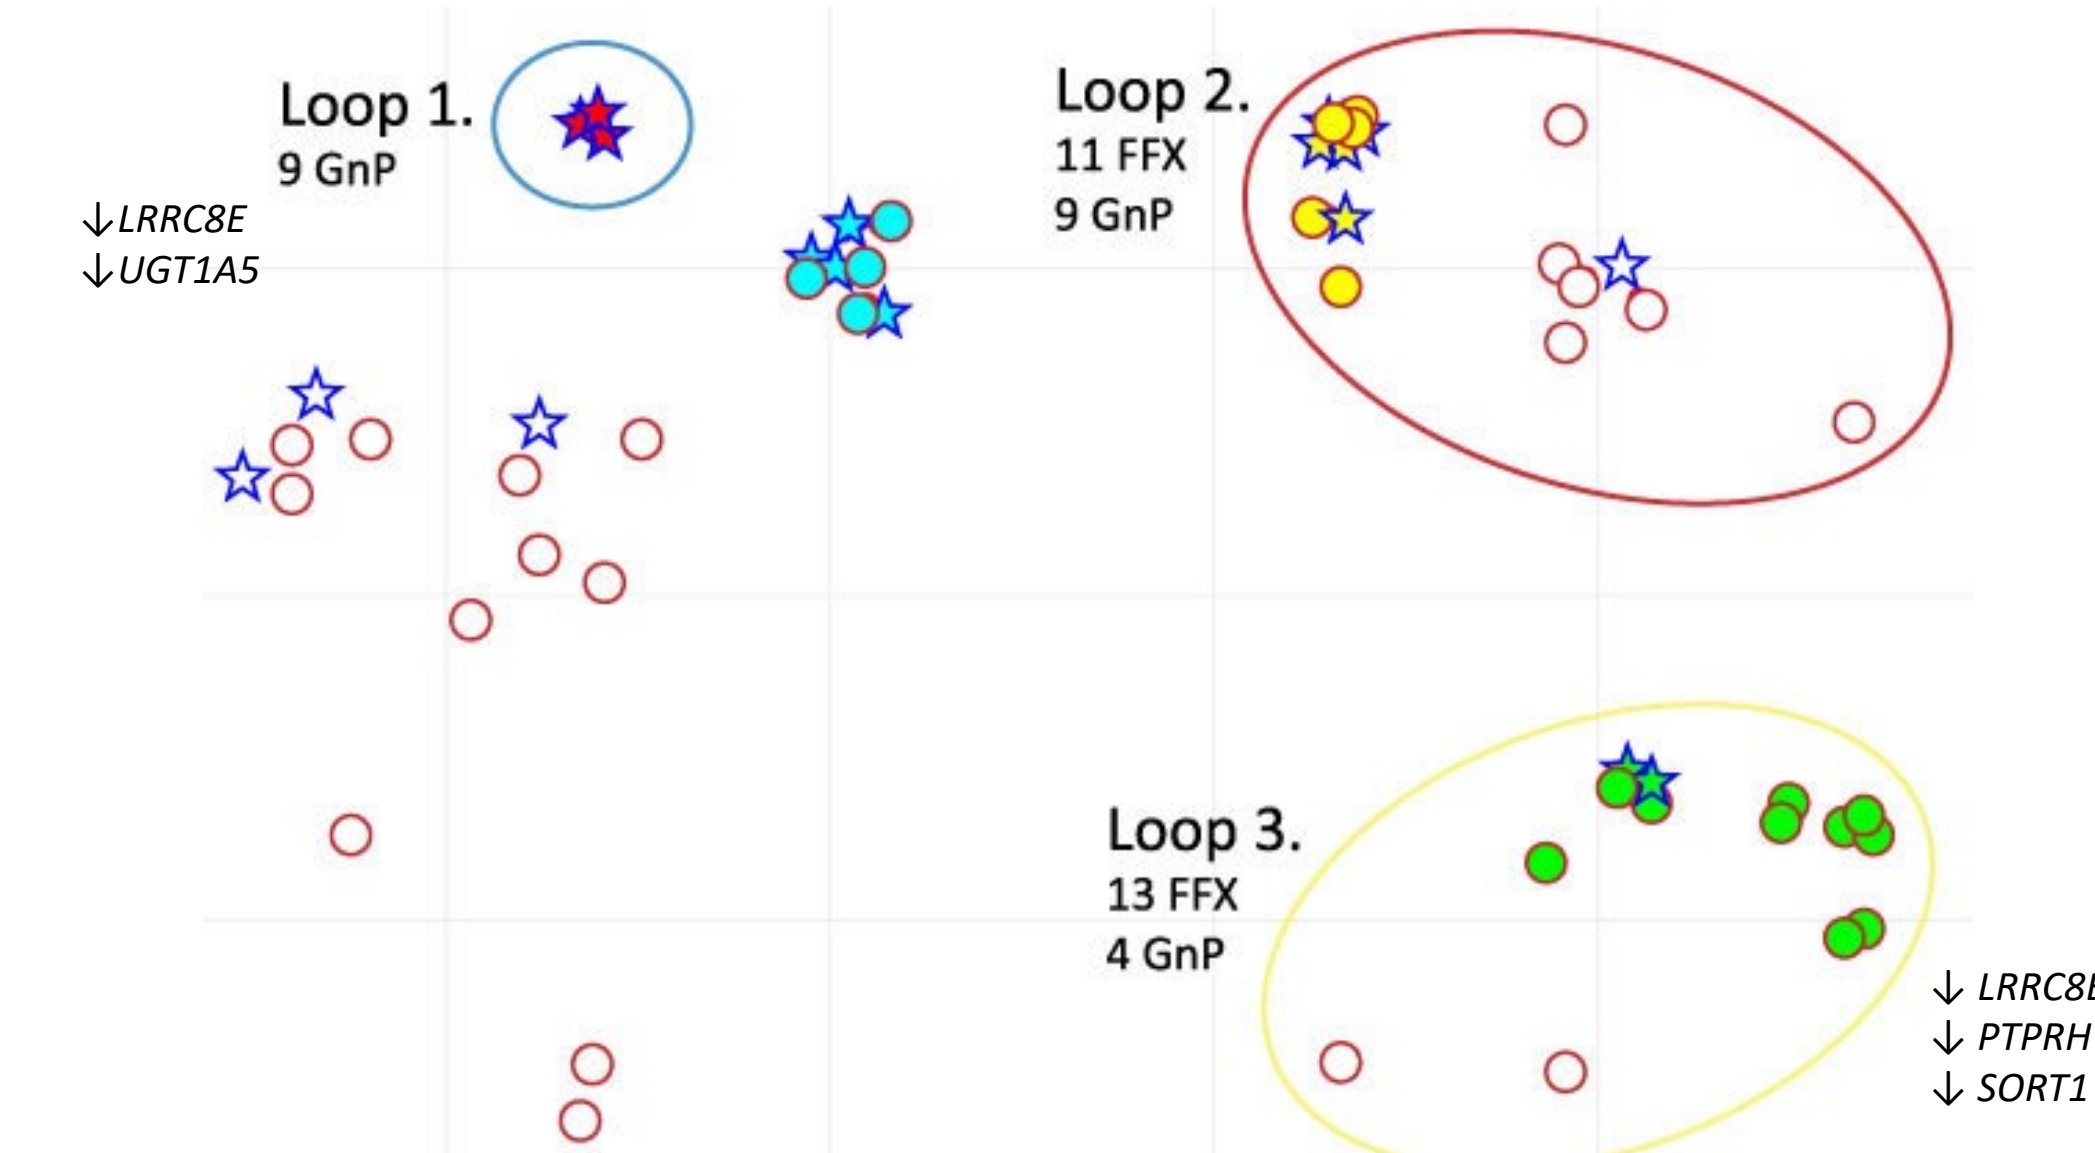 Loop 1.
9 GnP
↓LRRC8E
↓UGT1A5
Loop 2.
11 FFX
9 GnP
Loop 3.
13 FFX
4 GnP
↓ LRRC8E
↓ PTPRH
↓ SORT1